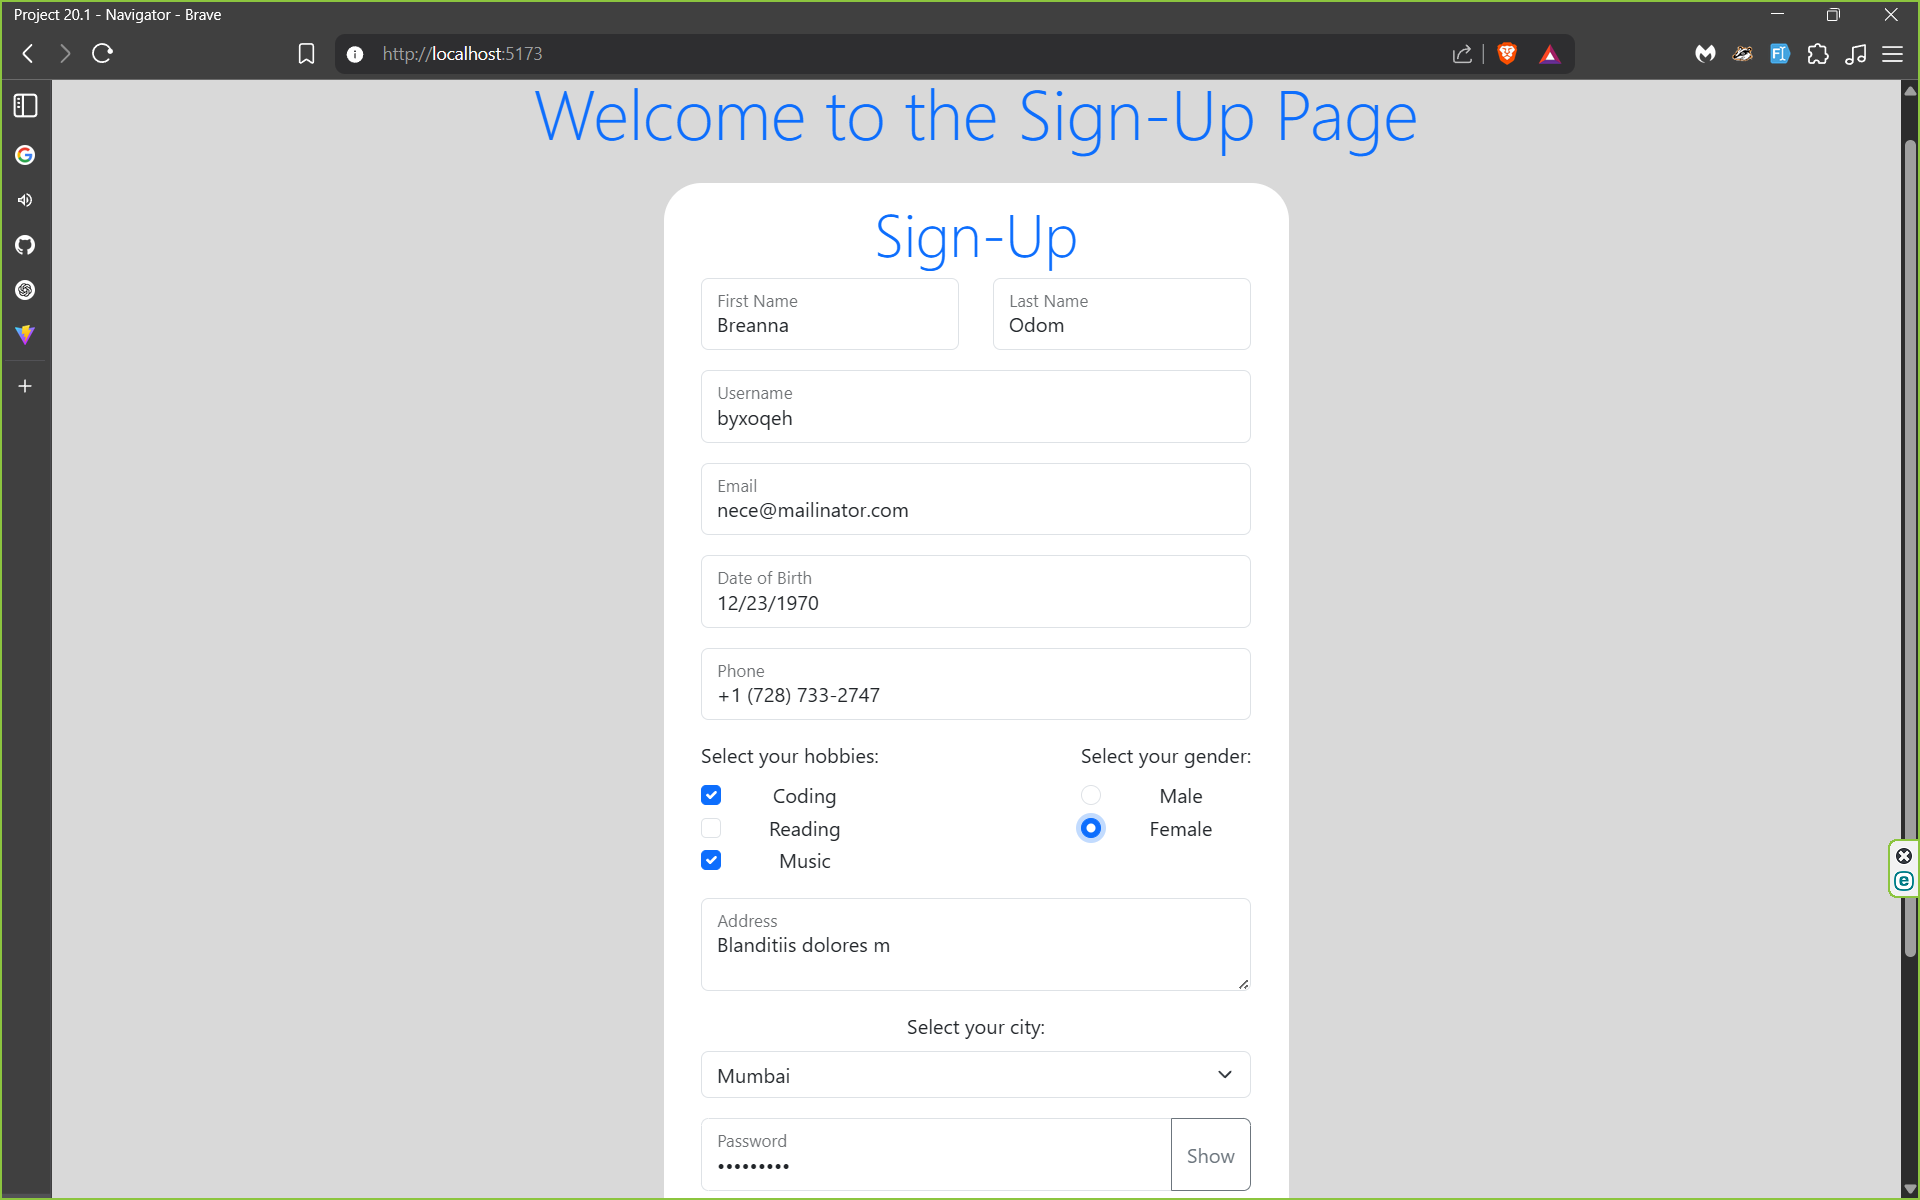 Project 20.1 - Navigator - Brave
http://localhost:5173
Welcome to the Sign-Up Page
Sign-Up
First Name
Breanna
Last Name
Odom
Username
byxoqeh
Email
nece@mailinator.com
Date of Birth
12/23/1970
Phone
+1 (728) 733-2747
Select your hobbies:
Select your gender:
Coding
Male
Reading
Female
Music
Address
Blanditiis dolores m
Select your city:
Mumbai
Password
•••••••••
Show